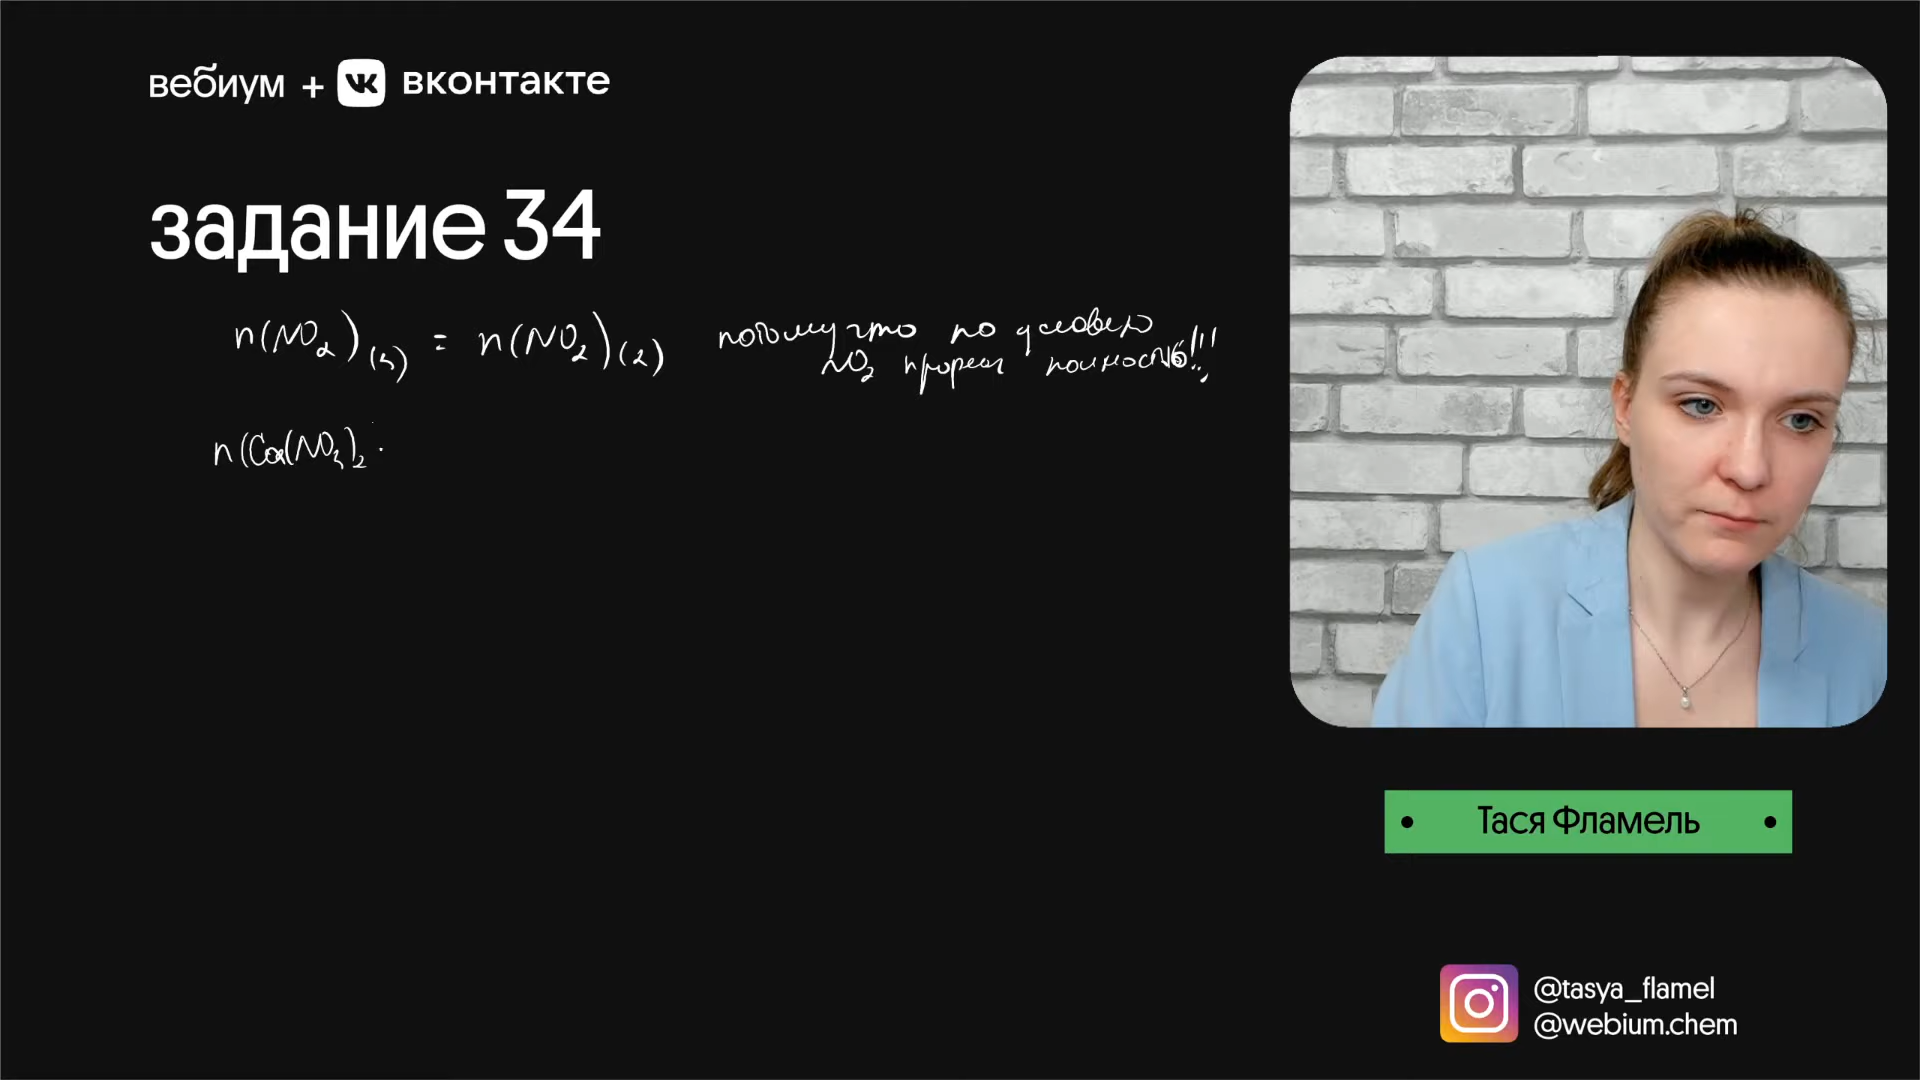 вебиум + вконтакте
задание 34
n(NO₂)₍₃₎ = n(NO₂)₍₂₎ потому что по условию
NO₂ прореаг полностью!!!
n(Ca(NO₃)₂
Тася Фламель
@tasya_flamel
@webium.chem